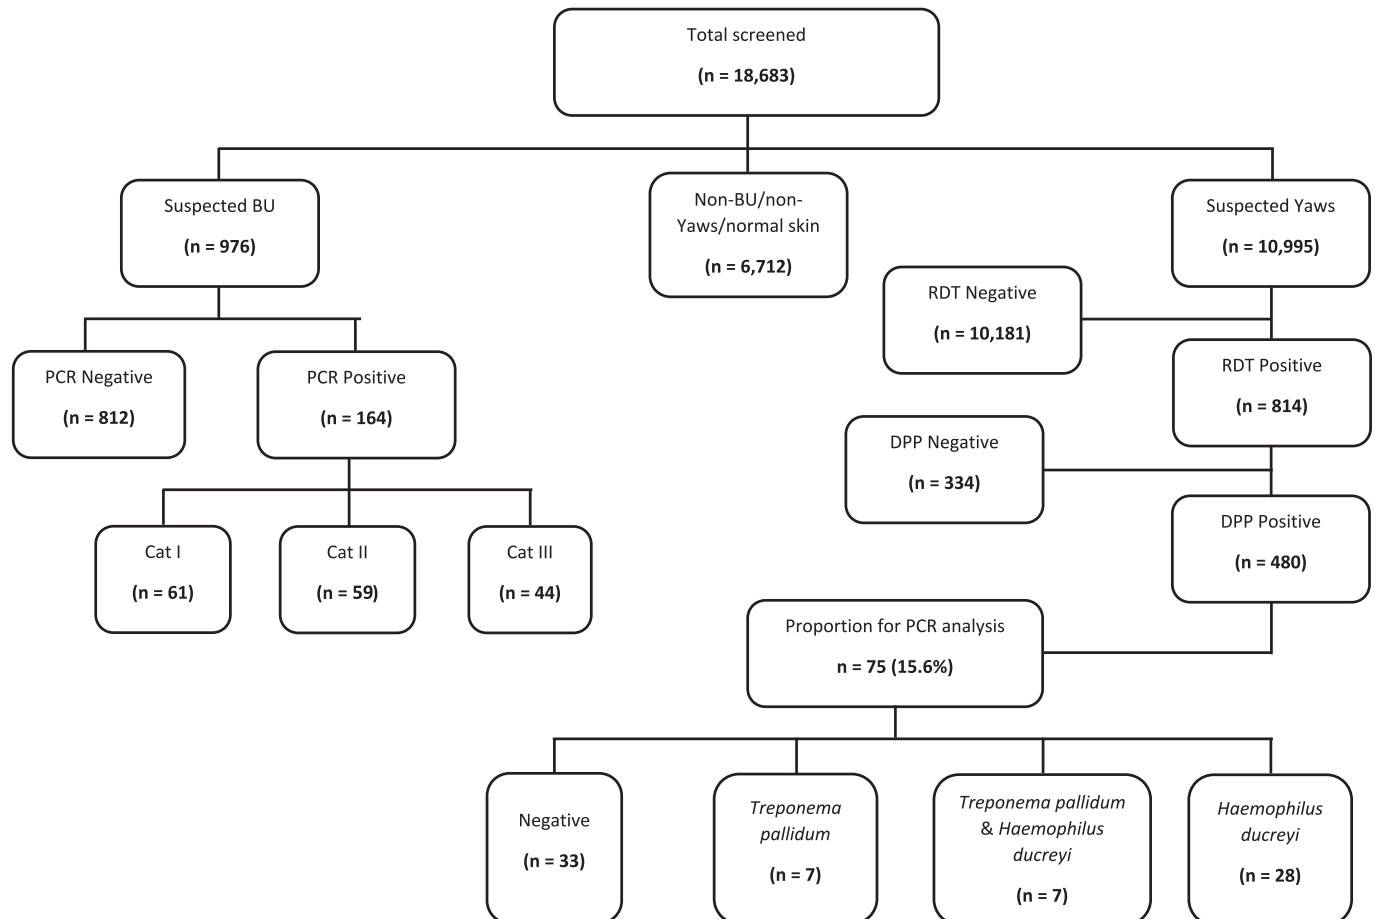 Total screened
(n = 18,683)
Suspected BU
(n = 976)
Non-BU/non-
Yaws/normal skin
(n = 6,712)
Suspected Yaws
(n = 10,995)
RDT Negative
(n = 10,181)
PCR Negative
(n = 812)
PCR Positive
(n = 164)
RDT Positive
(n = 814)
DPP Negative
(n = 334)
DPP Positive
(n = 480)
Cat I
(n = 61)
Cat II
(n = 59)
Cat III
(n = 44)
Proportion for PCR analysis
n = 75 (15.6%)
Negative
(n = 33)
Treponema
pallidum
(n = 7)
Treponema pallidum
& Haemophilus
ducreyi
(n = 7)
Haemophilus
ducreyi
(n = 28)